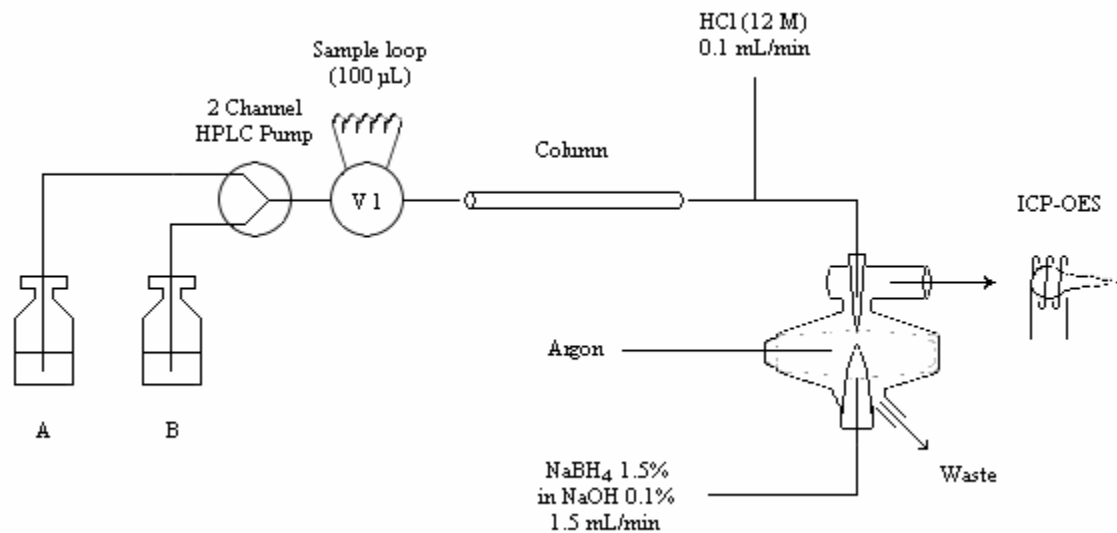 HCl (12 M)
0.1 mL/min
Sample loop
(100 µL)
2 Channel
HPLC Pump
Column
V 1
ICP-OES
Argon
A
B
NaBH₄ 1.5%
in NaOH 0.1%
1.5 mL/min
Waste